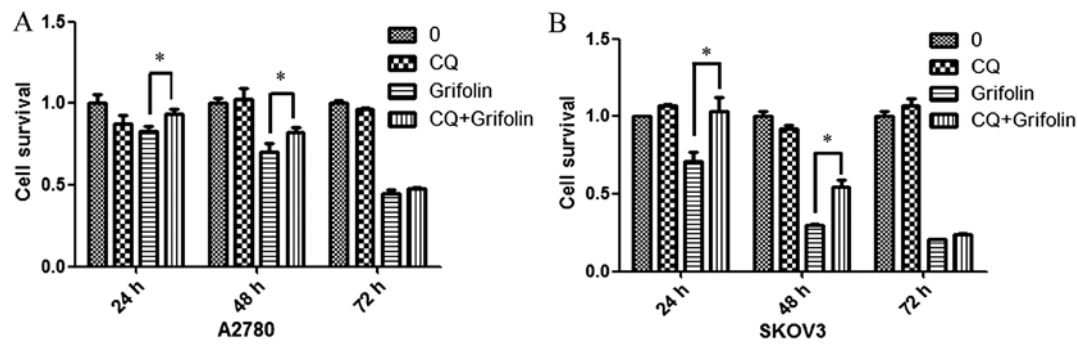 A
Cell survival
1.5
1.0
0.5
0.0
*
*
0
CQ
Grifolin
CQ+Grifolin
24 h
48 h
72 h
A2780
B
Cell survival
1.5
1.0
0.5
0.0
*
*
0
CQ
Grifolin
CQ+Grifolin
24 h
48 h
72 h
SKOV3